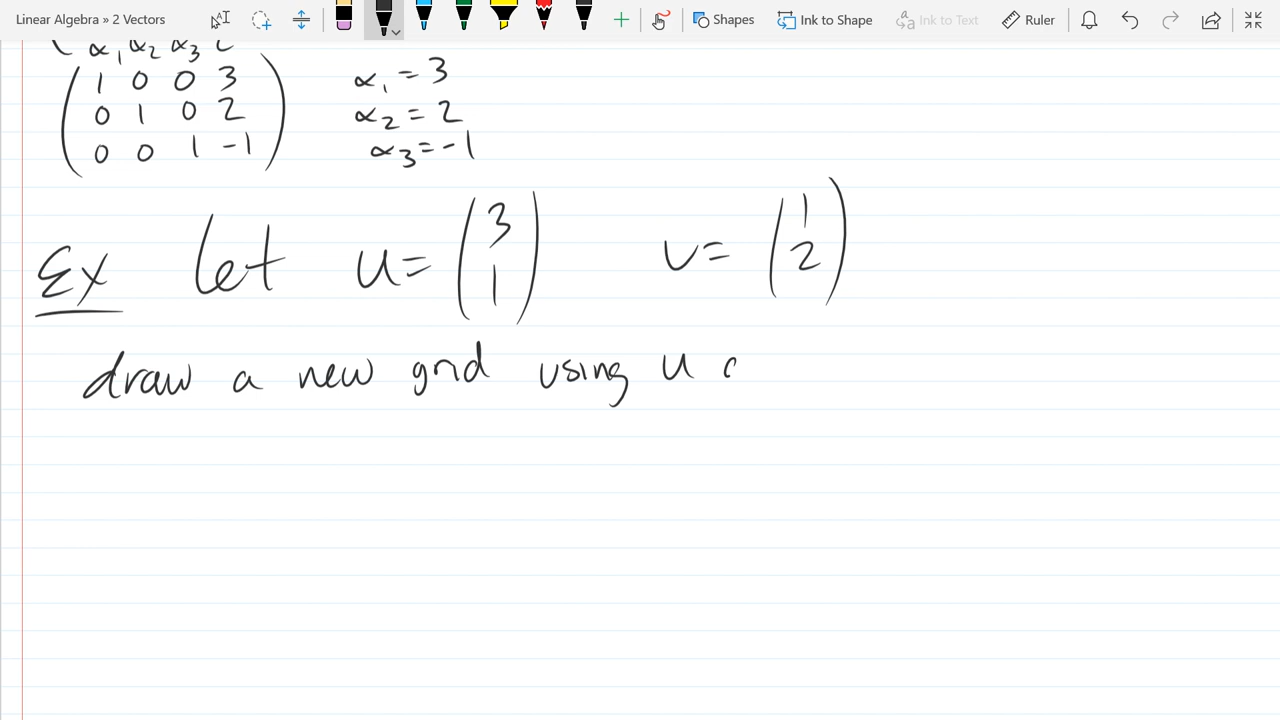 Linear Algebra » 2 Vectors
Shapes Ink to Shape Ink to Text Ruler
α₁ α₂ α₃
1 0 0 3 α₁ = 3
0 1 0 2 α₂ = 2
0 0 1 -1 α₃ = -1
Ex let u = (3 1) v = (1 2)
draw a new grid using u